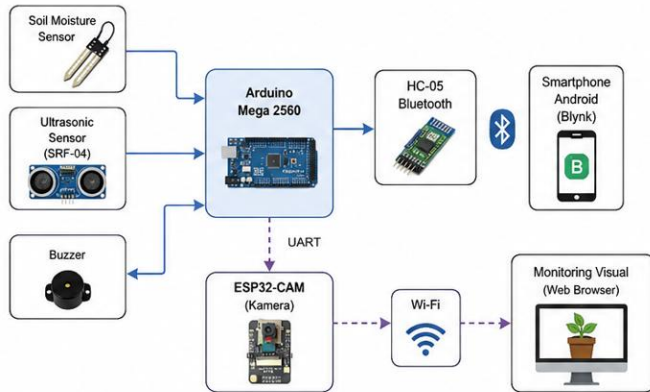 Soil Moisture
Sensor
Ultrasonic
Sensor
(SRF-04)
Buzzer
Arduino
Mega 2560
HC-05
Bluetooth
Smartphone
Android
(Blynk)
B
UART
ESP32-CAM
(Kamera)
Wi-Fi
Monitoring Visual
(Web Browser)